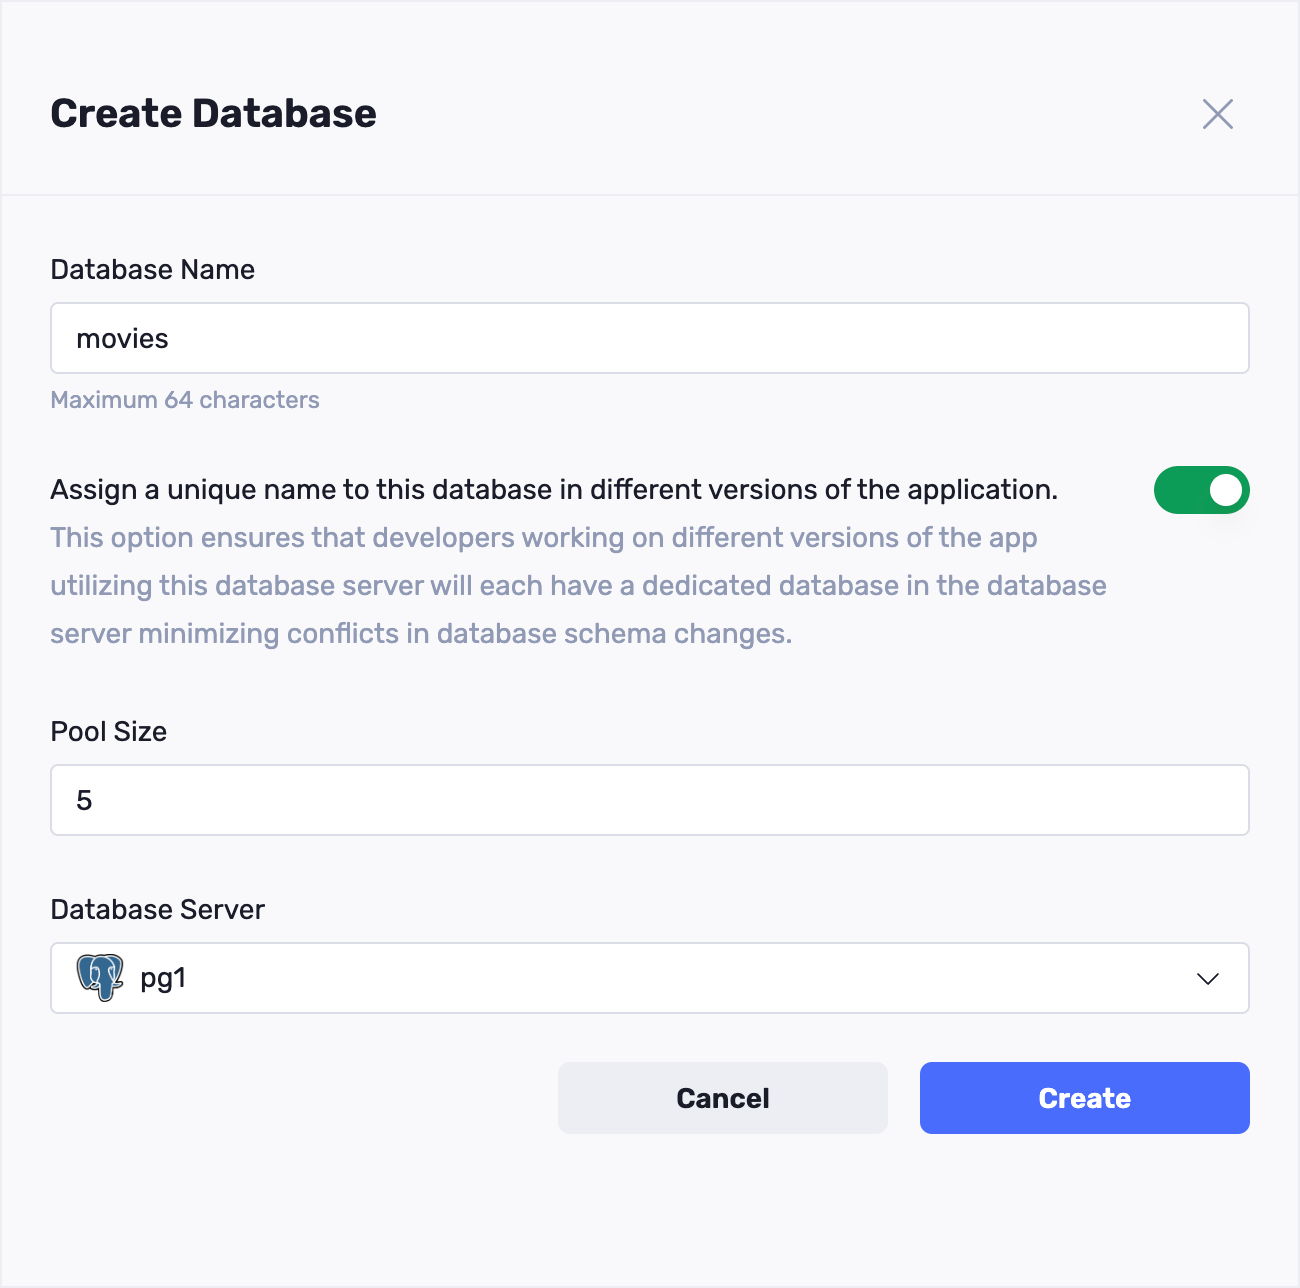 Create Database
Database Name
movies
Maximum 64 characters
Assign a unique name to this database in different versions of the application.
This option ensures that developers working on different versions of the app
utilizing this database server will each have a dedicated database in the database
server minimizing conflicts in database schema changes.
Pool Size
5
Database Server
pg1
Cancel
Create